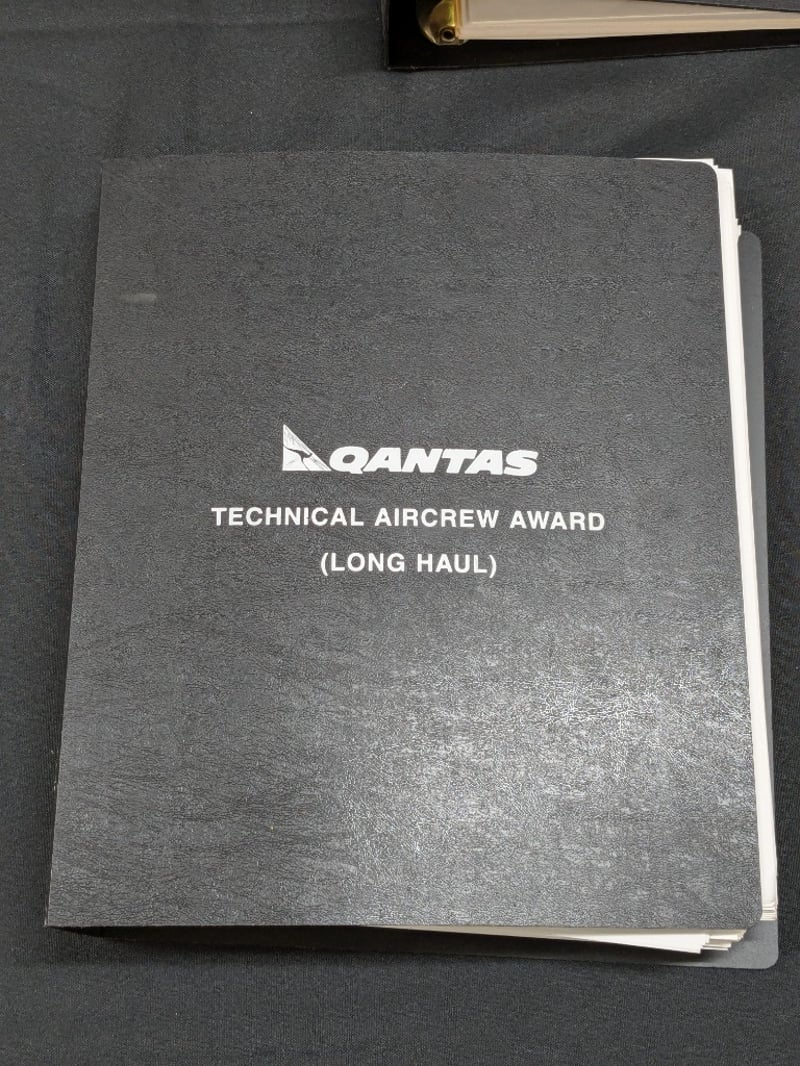 QANTAS
TECHNICAL AIRCREW AWARD
(LONG HAUL)